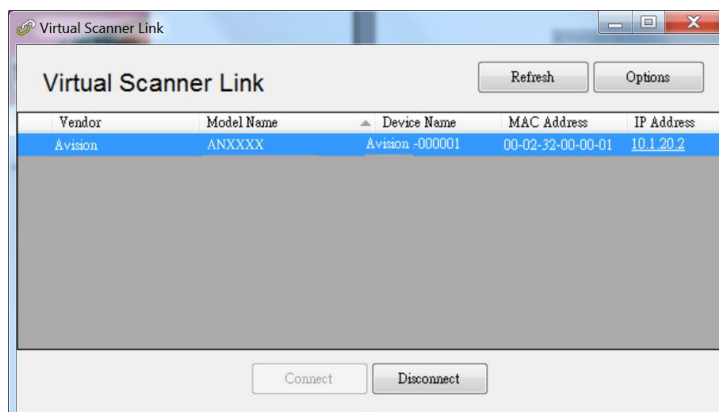 Virtual Scanner Link
Virtual Scanner Link Refresh Options
Vendor Model Name Device Name MAC Address IP Address
Avision ANXXXX Avision -000001 00-02-32-00-00-01 10.1.20.2
Connect Disconnect